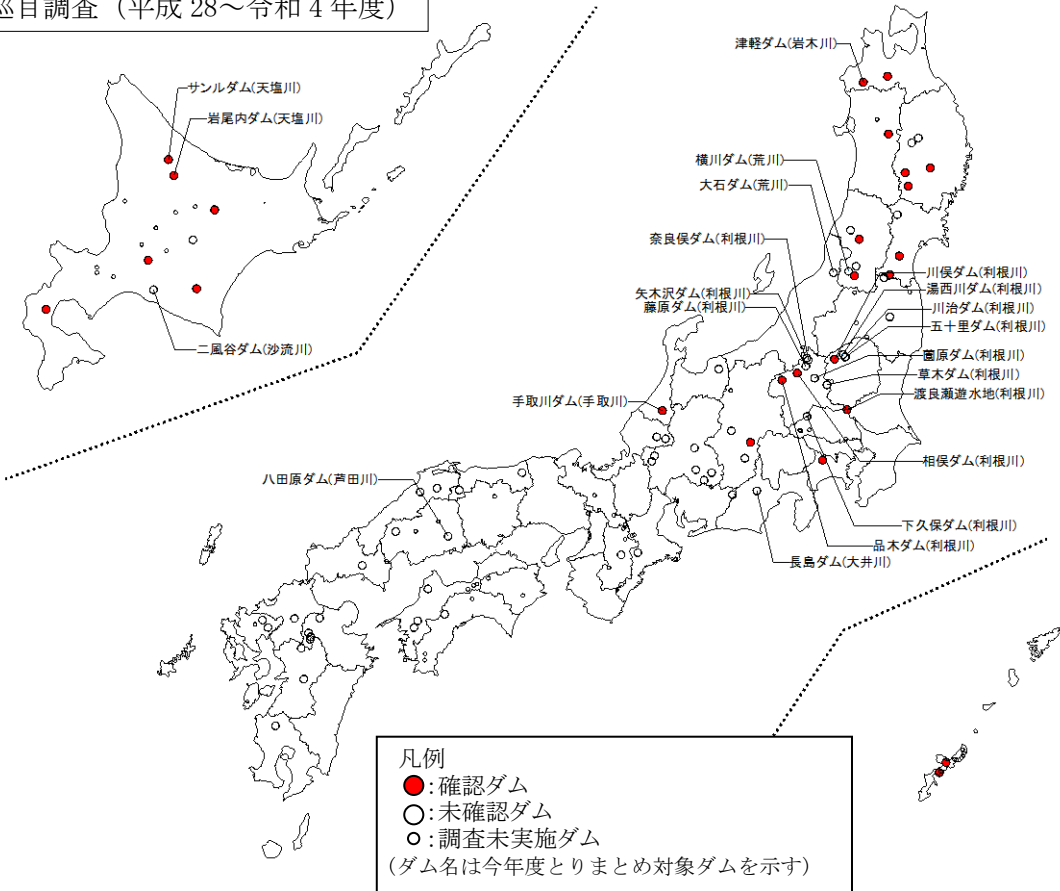 巡目調査（平成 28～令和 4 年度）
サンルダム(天塩川)
岩尾内ダム(天塩川)
二風谷ダム(沙流川)
津軽ダム(岩木川)
横川ダム(荒川)
大石ダム(荒川)
奈良俣ダム(利根川)
矢木沢ダム(利根川)
藤原ダム(利根川)
川俣ダム(利根川)
湯西川ダム(利根川)
川治ダム(利根川)
五十里ダム(利根川)
薗原ダム(利根川)
草木ダム(利根川)
渡良瀬遊水地(利根川)
手取川ダム(手取川)
相俣ダム(利根川)
八田原ダム(芦田川)
下久保ダム(利根川)
品木ダム(利根川)
長島ダム(大井川)
凡例
：確認ダム
：未確認ダム
：調査未実施ダム
(ダム名は今年度とりまとめ対象ダムを示す)